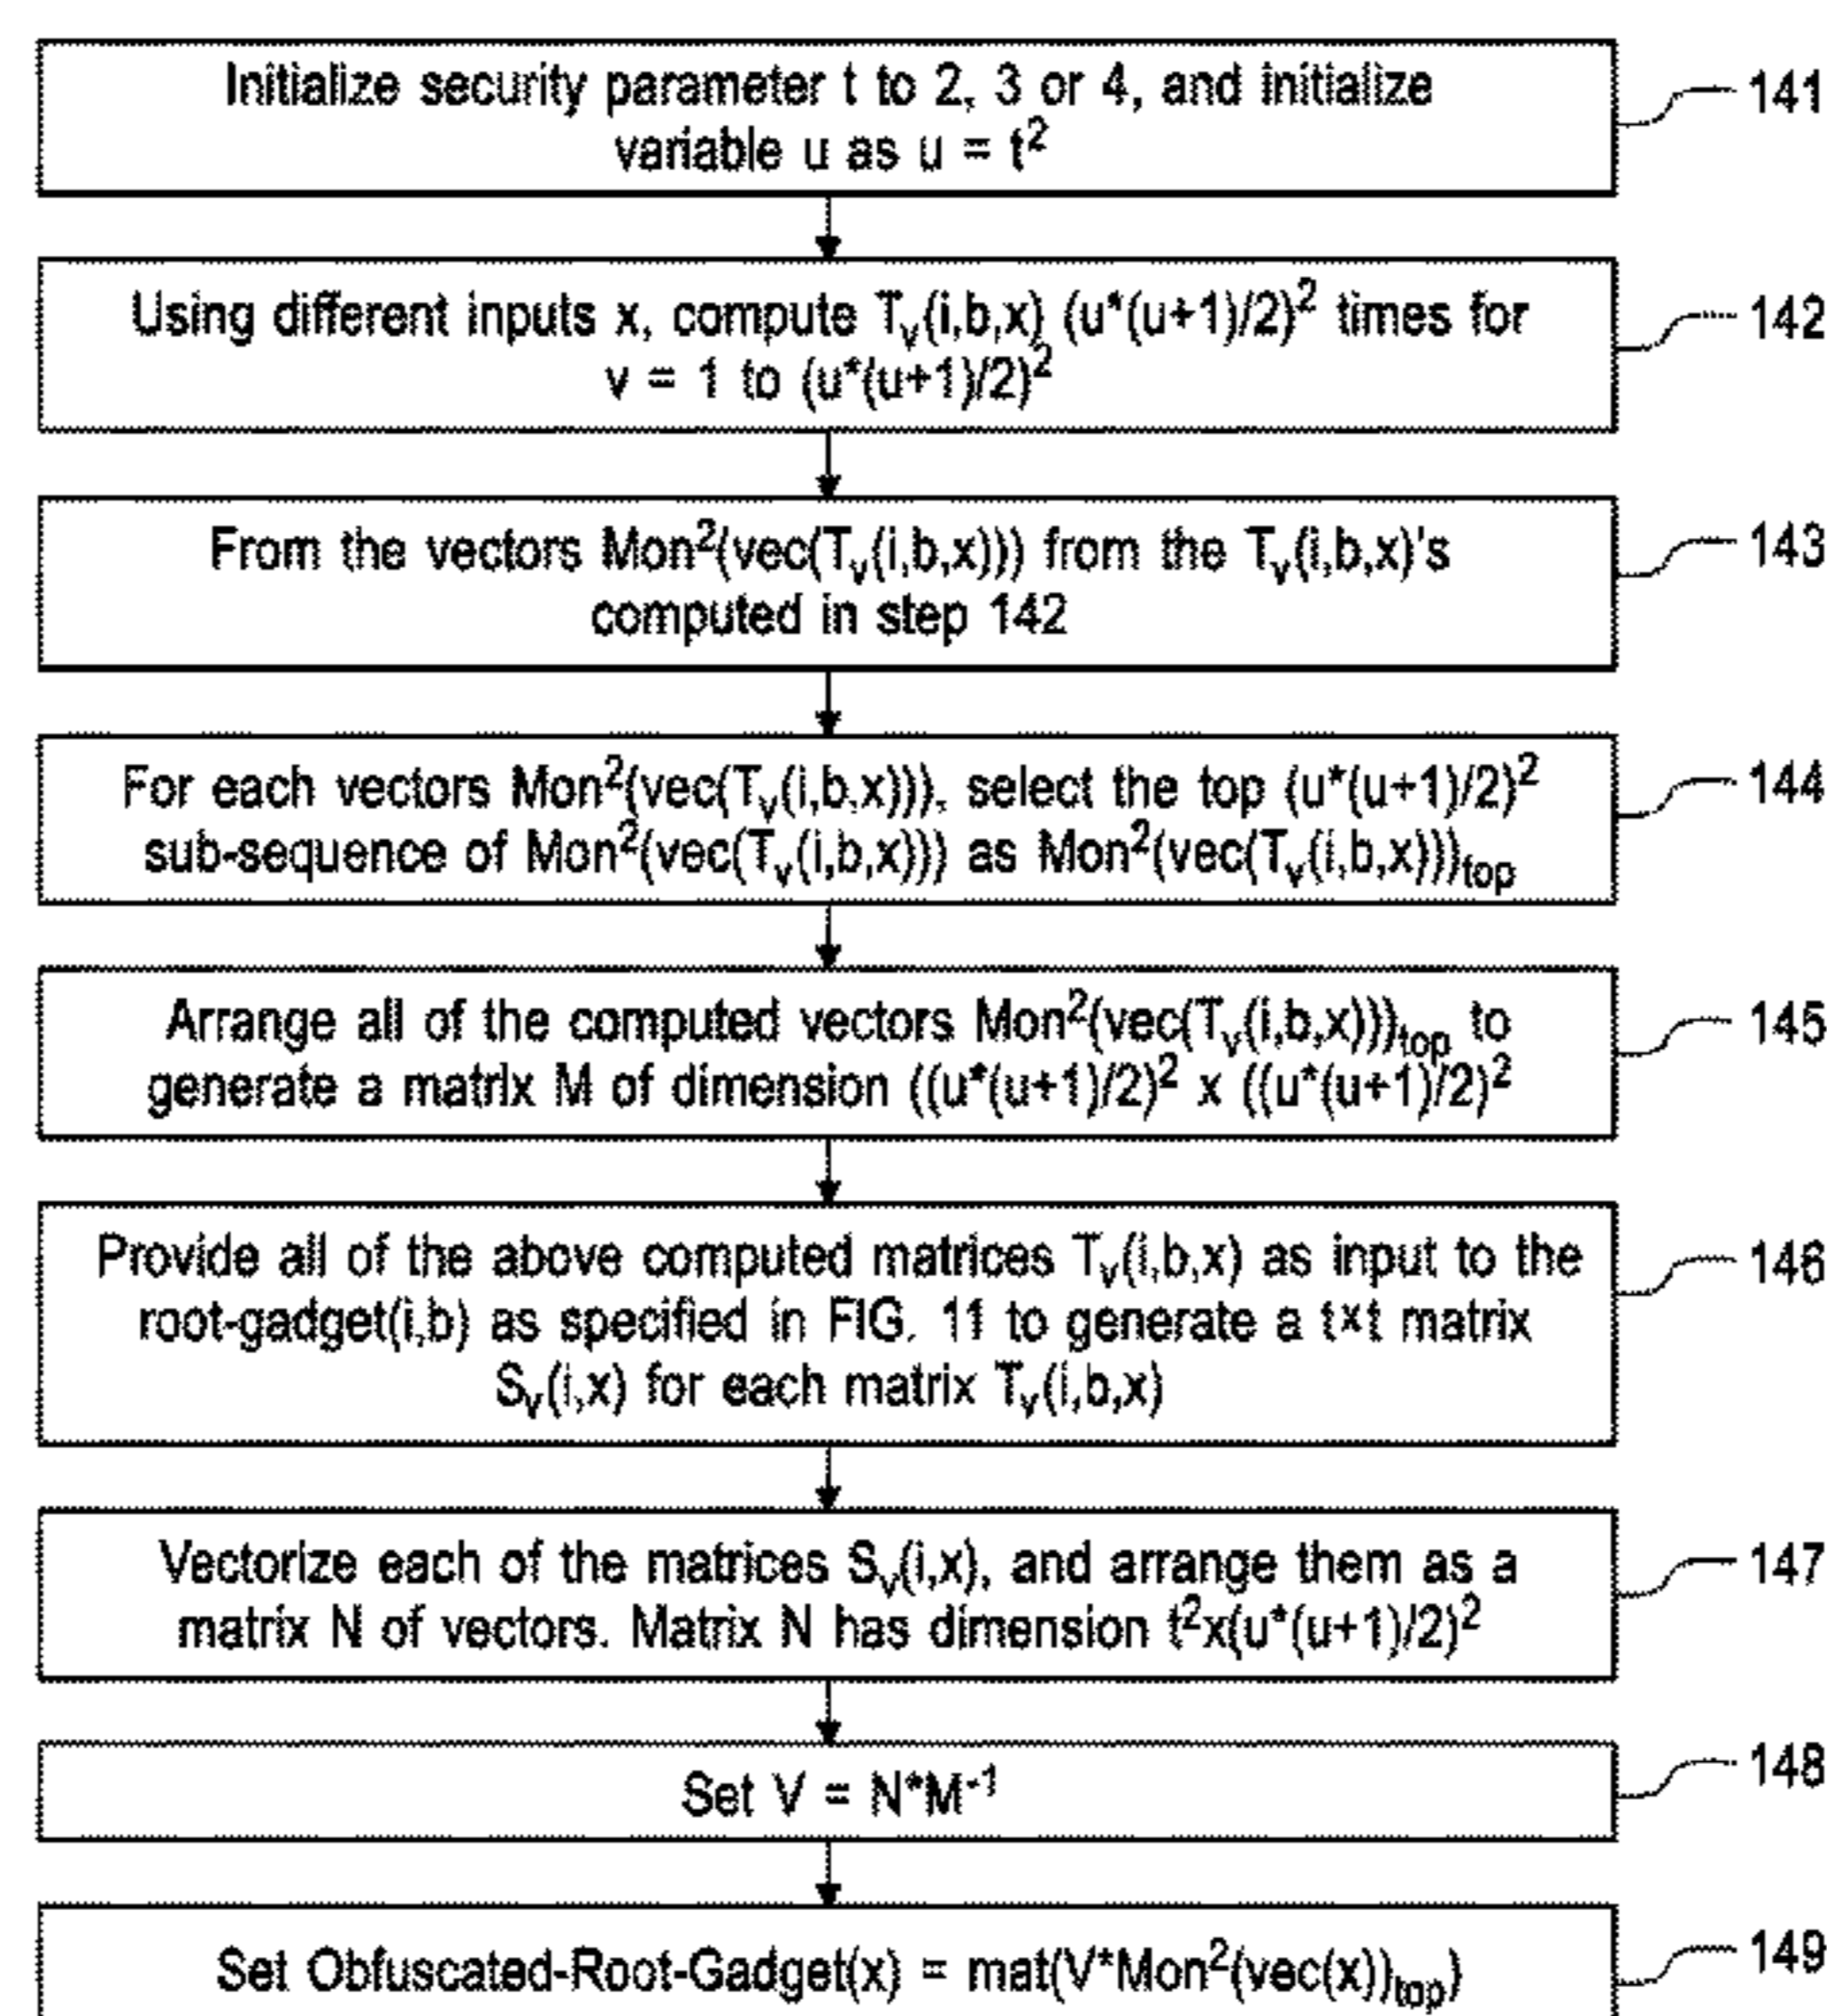 Initialize security parameter t to 2, 3 or 4, and initialize
variable u as u = t²
141
Using different inputs x, compute Tᵥ(i,b,x) (u*(u+1)/2)² times for
v = 1 to (u*(u+1)/2)²
142
From the vectors Mon²(vec(Tᵥ(i,b,x))) from the Tᵥ(i,b,x)'s
computed in step 142
143
For each vectors Mon²(vec(Tᵥ(i,b,x))), select the top (u*(u+1)/2)²
sub-sequence of Mon²(vec(Tᵥ(i,b,x))) as Mon²(vec(Tᵥ(i,b,x)))top
144
Arrange all of the computed vectors Mon²(vec(Tᵥ(i,b,x)))top to
generate a matrix M of dimension ((u*(u+1)/2)² x ((u*(u+1)/2)²
145
Provide all of the above computed matrices Tᵥ(i,b,x) as input to the
root-gadget(i,b) as specified in FIG. 11 to generate a t×t matrix
Sᵥ(i,x) for each matrix Tᵥ(i,b,x)
146
Vectorize each of the matrices Sᵥ(i,x), and arrange them as a
matrix N of vectors. Matrix N has dimension t²x(u*(u+1)/2)²
147
Set V = N*M⁻¹
148
Set Obfuscated-Root-Gadget(x) = mat(V*Mon²(vec(x))top)
149